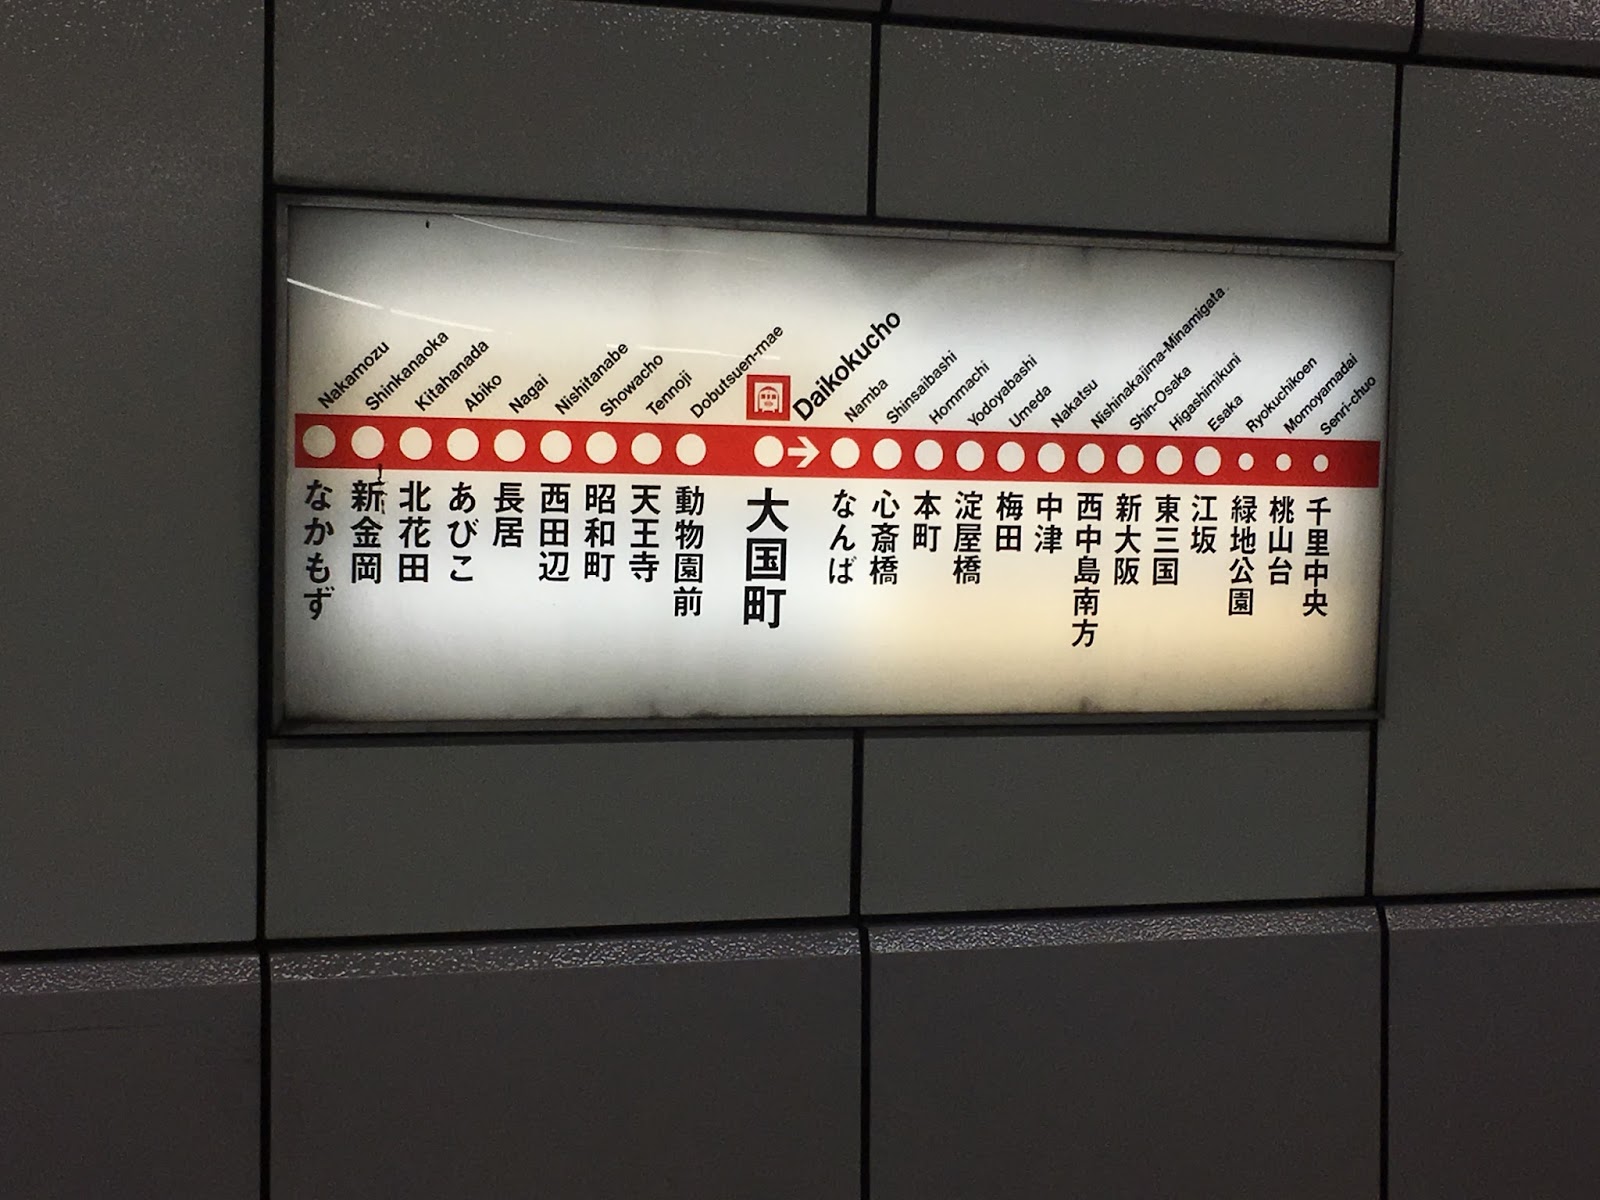 Nakamozu
Shinkanaoka
Kitahanada
Abiko
Nagai
Nishitanabe
Showacho
Tennoji
Dobutsuen-mae
Daikokucho
Namba
Shinsaibashi
Hommachi
Yodoyabashi
Umeda
Nakatsu
Nishinakajima-Minamigata
Shin-Osaka
Higashimikuni
Esaka
Ryokuchikoen
Momoyamadai
Senri-chuo
なかもず
新金岡
北花田
あびこ
長居
西田辺
昭和町
天王寺
動物園前
大国町
なんば
心斎橋
本町
淀屋橋
梅田
中津
西中島南方
新大阪
東三国
江坂
緑地公園
桃山台
千里中央